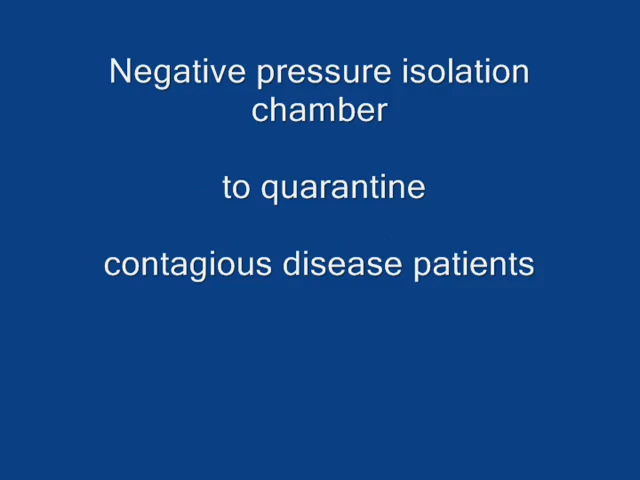 Negative pressure isolation
chamber
to quarantine
contagious disease patients